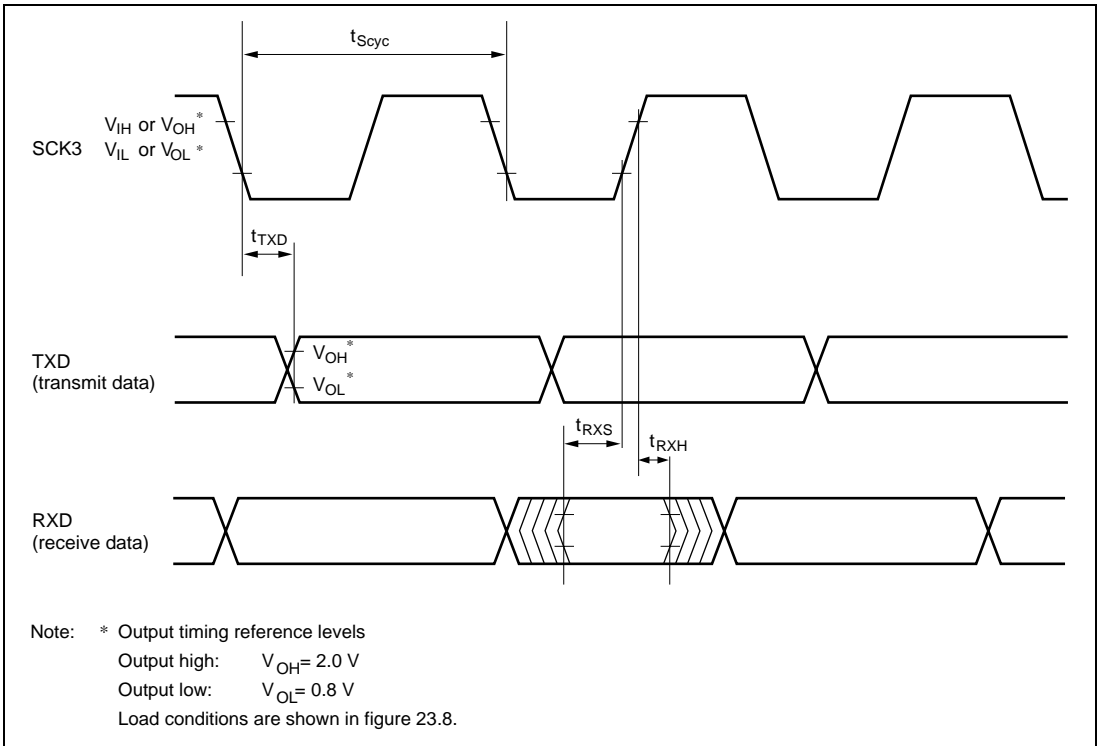 tScyc
SCK3
VIH or VOH*
VIL or VOL*
tTXD
TXD
(transmit data)
VOH*
VOL*
tRXS
tRXH
RXD
(receive data)
Note: * Output timing reference levels
Output high: VOH= 2.0 V
Output low: VOL= 0.8 V
Load conditions are shown in figure 23.8.